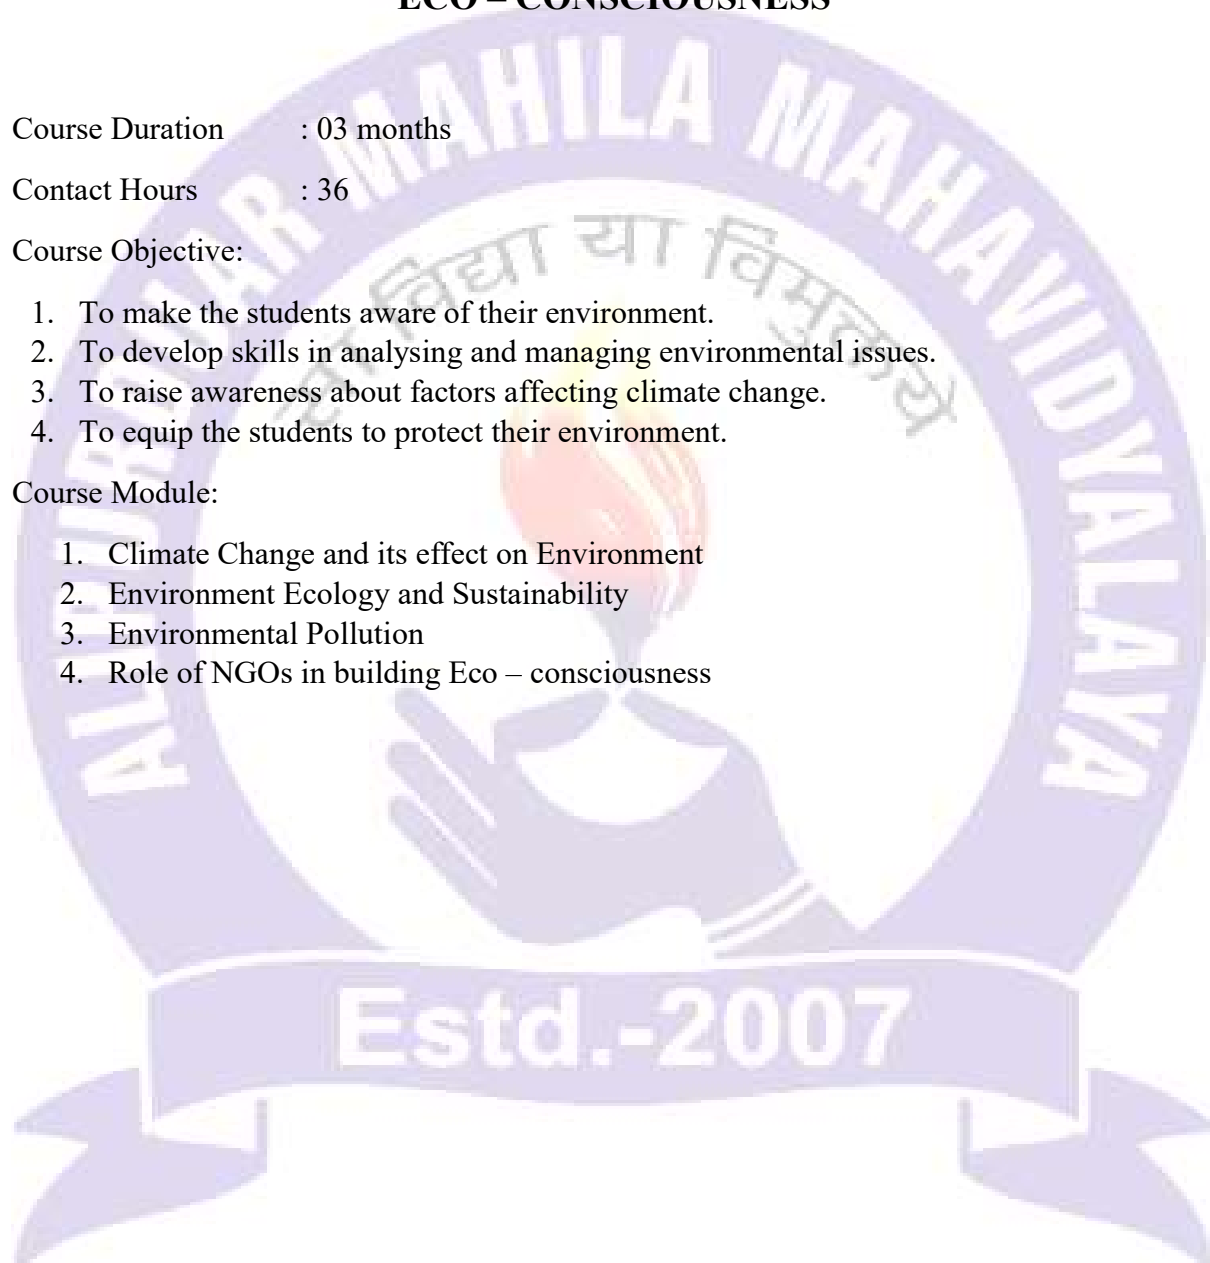 ECO – CONSCIOUSNESS
Course Duration : 03 months
Contact Hours : 36
Course Objective:
1. To make the students aware of their environment.
2. To develop skills in analysing and managing environmental issues.
3. To raise awareness about factors affecting climate change.
4. To equip the students to protect their environment.
Course Module:
1. Climate Change and its effect on Environment
2. Environment Ecology and Sustainability
3. Environmental Pollution
4. Role of NGOs in building Eco – consciousness
ALIPURDUAR MAHILA MAHAVIDYALAYA
सा विद्या या विमुक्तये
Estd.-2007